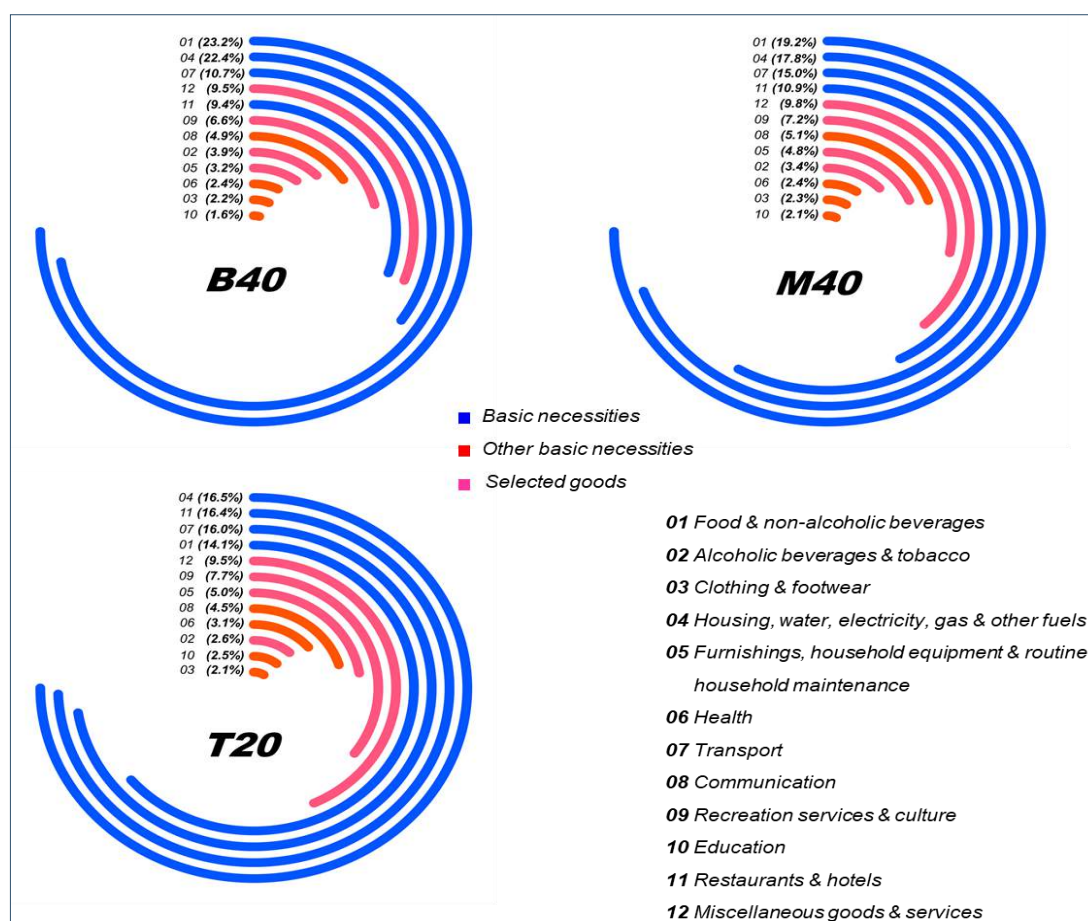 01 (23.2%)
04 (22.4%)
07 (10.7%)
12 (9.5%)
11 (9.4%)
09 (6.6%)
08 (4.9%)
02 (3.9%)
05 (3.2%)
06 (2.4%)
03 (2.2%)
10 (1.6%)
B40
01 (19.2%)
04 (17.8%)
07 (15.0%)
11 (10.9%)
12 (9.8%)
09 (7.2%)
08 (5.1%)
05 (4.8%)
02 (3.4%)
06 (2.4%)
03 (2.3%)
10 (2.1%)
M40
Basic necessities
Other basic necessities
Selected goods
04 (16.5%)
11 (16.4%)
07 (16.0%)
01 (14.1%)
12 (9.5%)
09 (7.7%)
05 (5.0%)
08 (4.5%)
06 (3.1%)
02 (2.6%)
10 (2.5%)
03 (2.1%)
T20
01 Food & non-alcoholic beverages
02 Alcoholic beverages & tobacco
03 Clothing & footwear
04 Housing, water, electricity, gas & other fuels
05 Furnishings, household equipment & routine
household maintenance
06 Health
07 Transport
08 Communication
09 Recreation services & culture
10 Education
11 Restaurants & hotels
12 Miscellaneous goods & services